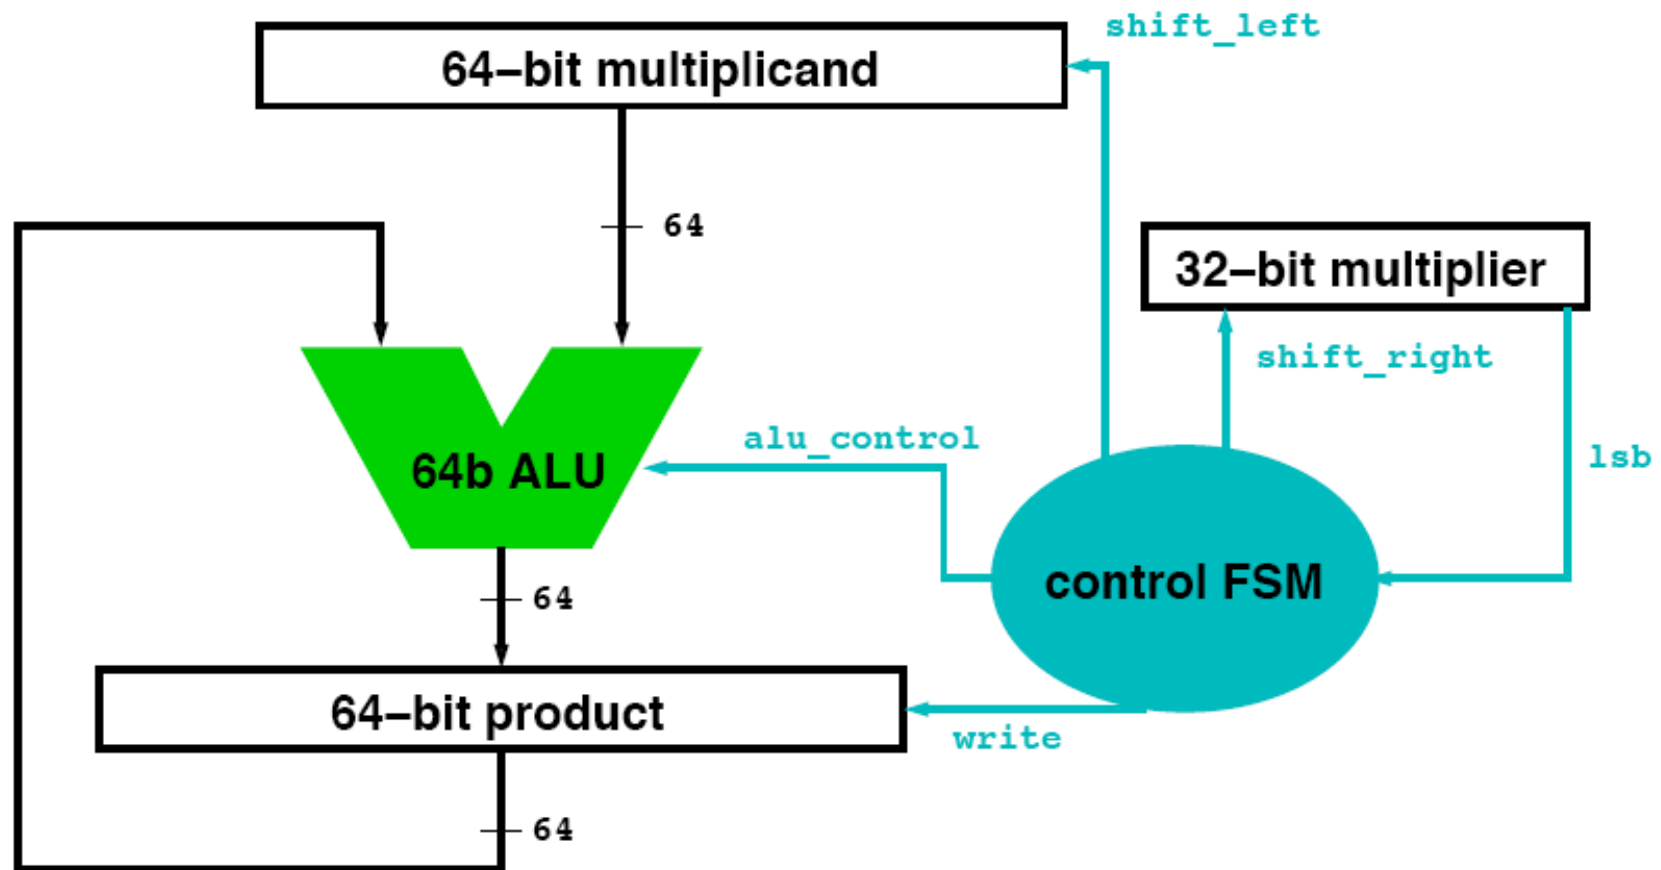 shift_left
64-bit multiplicand
64
32-bit multiplier
shift_right
alu_control
lsb
64b ALU
control FSM
64
64-bit product
write
64